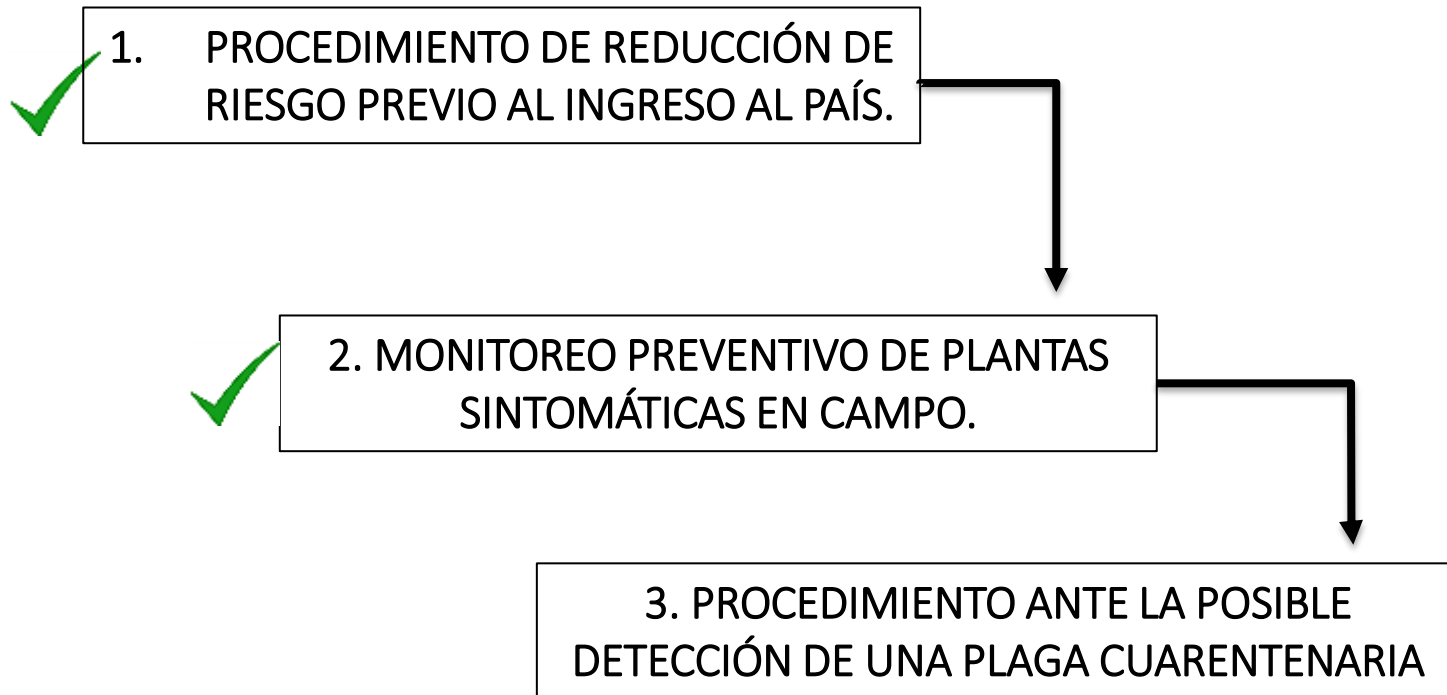 1. PROCEDIMIENTO DE REDUCCIÓN DE
RIESGO PREVIO AL INGRESO AL PAÍS.
2. MONITOREO PREVENTIVO DE PLANTAS
SINTOMÁTICAS EN CAMPO.
3. PROCEDIMIENTO ANTE LA POSIBLE
DETECCIÓN DE UNA PLAGA CUARENTENARIA